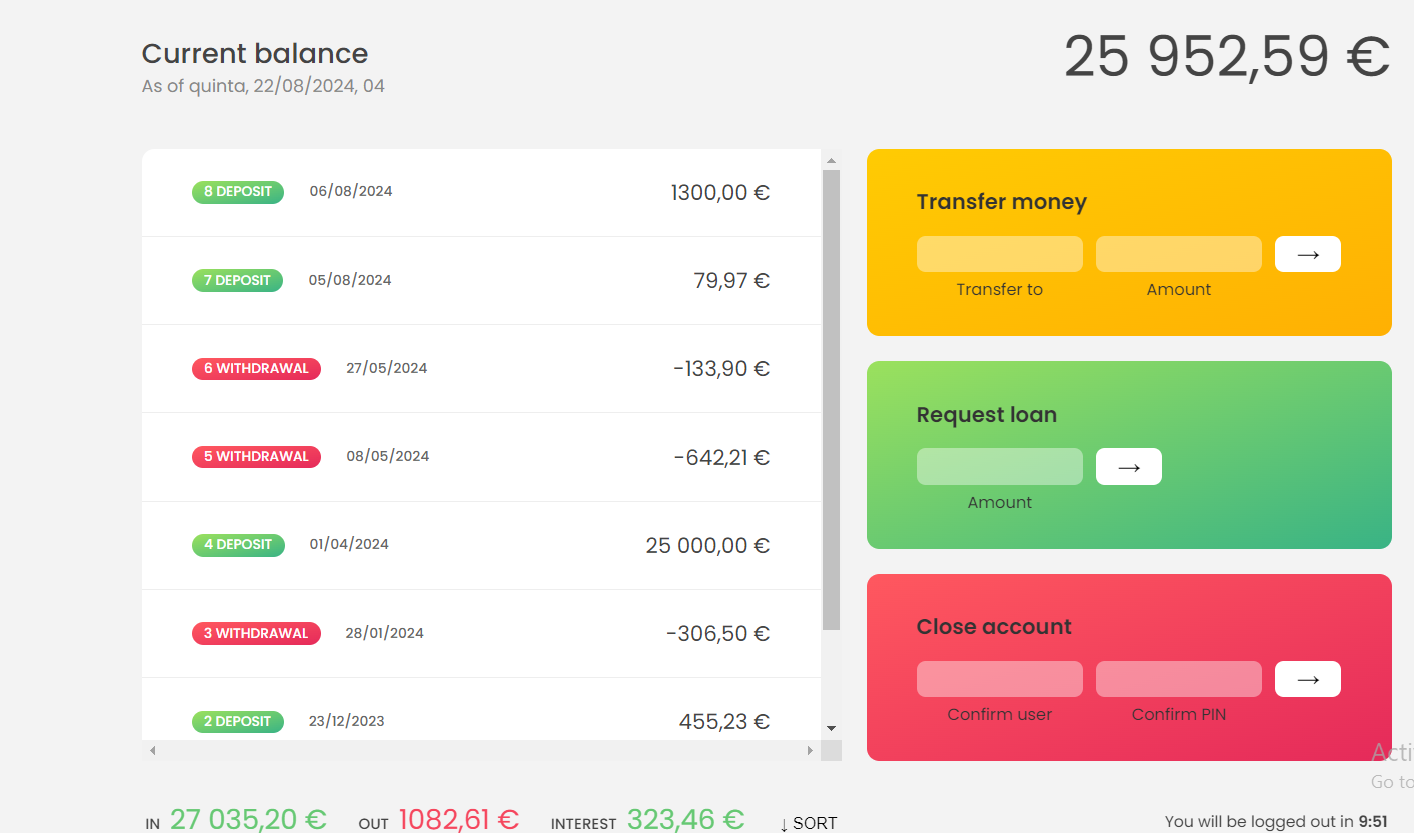 Current balance
25 952,59 €
As of quinta, 22/08/2024, 04
8 DEPOSIT 06/08/2024 1300,00 €
7 DEPOSIT 05/08/2024 79,97 €
6 WITHDRAWAL 27/05/2024 -133,90 €
5 WITHDRAWAL 08/05/2024 -642,21 €
4 DEPOSIT 01/04/2024 25 000,00 €
3 WITHDRAWAL 28/01/2024 -306,50 €
2 DEPOSIT 23/12/2023 455,23 €
Transfer money
→
Transfer to Amount
Request loan
→
Amount
Close account
→
Confirm user Confirm PIN
Acti
Go to
IN 27 035,20 € OUT 1082,61 € INTEREST 323,46 € ↓ SORT
You will be logged out in 9:51